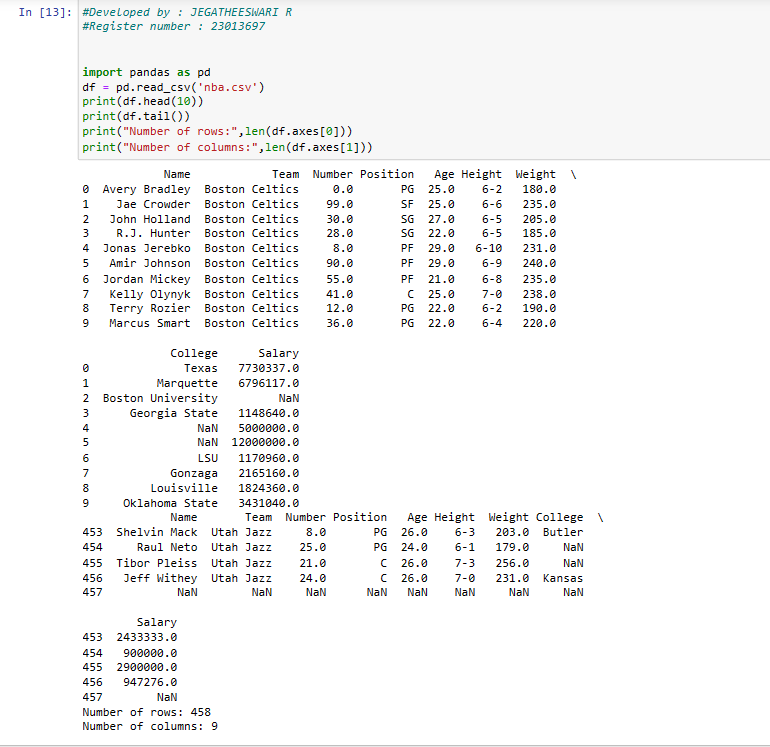 In [13]: #Developed by : JEGATHEESWARI R
#Register number : 23013697
import pandas as pd
df = pd.read_csv('nba.csv')
print(df.head(10))
print(df.tail())
print("Number of rows:",len(df.axes[0]))
print("Number of columns:",len(df.axes[1]))
Name Team Number Position Age Height Weight \
0 Avery Bradley Boston Celtics 0.0 PG 25.0 6-2 180.0
1 Jae Crowder Boston Celtics 99.0 SF 25.0 6-6 235.0
2 John Holland Boston Celtics 30.0 SG 27.0 6-5 205.0
3 R.J. Hunter Boston Celtics 28.0 SG 22.0 6-5 185.0
4 Jonas Jerebko Boston Celtics 8.0 PF 29.0 6-10 231.0
5 Amir Johnson Boston Celtics 90.0 PF 29.0 6-9 240.0
6 Jordan Mickey Boston Celtics 55.0 PF 21.0 6-8 235.0
7 Kelly Olynyk Boston Celtics 41.0 C 25.0 7-0 238.0
8 Terry Rozier Boston Celtics 12.0 PG 22.0 6-2 190.0
9 Marcus Smart Boston Celtics 36.0 PG 22.0 6-4 220.0
College Salary
0 Texas 7730337.0
1 Marquette 6796117.0
2 Boston University NaN
3 Georgia State 1148640.0
4 NaN 5000000.0
5 NaN 12000000.0
6 LSU 1170960.0
7 Gonzaga 2165160.0
8 Louisville 1824360.0
9 Oklahoma State 3431040.0
Name Team Number Position Age Height Weight College \
453 Shelvin Mack Utah Jazz 8.0 PG 26.0 6-3 203.0 Butler
454 Raul Neto Utah Jazz 25.0 PG 24.0 6-1 179.0 NaN
455 Tibor Pleiss Utah Jazz 21.0 C 26.0 7-3 256.0 NaN
456 Jeff Withey Utah Jazz 24.0 C 26.0 7-0 231.0 Kansas
457 NaN NaN NaN NaN NaN NaN NaN NaN
Salary
453 2433333.0
454 900000.0
455 2900000.0
456 947276.0
457 NaN
Number of rows: 458
Number of columns: 9